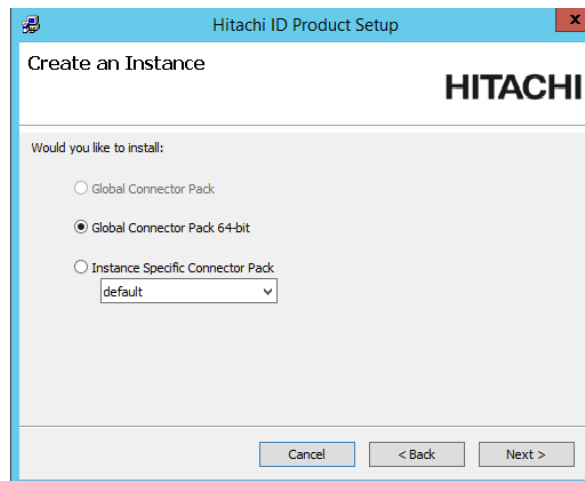 Hitachi ID Product Setup
x
Create an Instance
HITACHI
Would you like to install:
Global Connector Pack
Global Connector Pack 64-bit
Instance Specific Connector Pack
default
Cancel
< Back
Next >